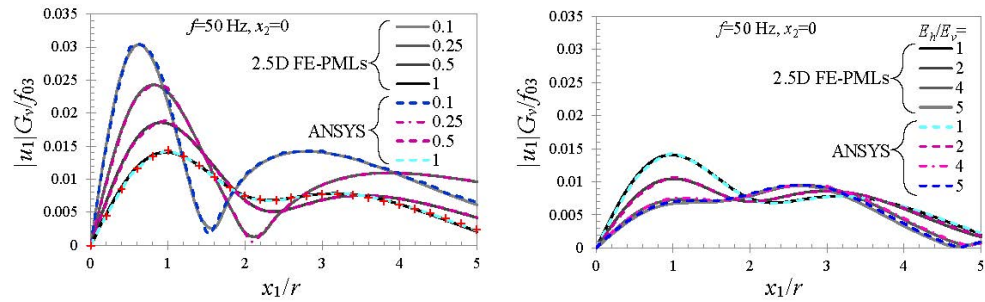 f=50 Hz, x₂=0
|u₁|Gᵥ/f₀₃
0.035
0.03
0.025
0.02
0.015
0.01
0.005
0
0 1 2 3 4 5
x₁/r
2.5D FE-PMLs
0.1
0.25
0.5
1
ANSYS
0.1
0.25
0.5
1
f=50 Hz, x₂=0
|u₁|Gᵥ/f₀₃
0.035
0.03
0.025
0.02
0.015
0.01
0.005
0
0 1 2 3 4 5
x₁/r
Eₕ/Eᵥ=
2.5D FE-PMLs
1
2
4
5
ANSYS
1
2
4
5